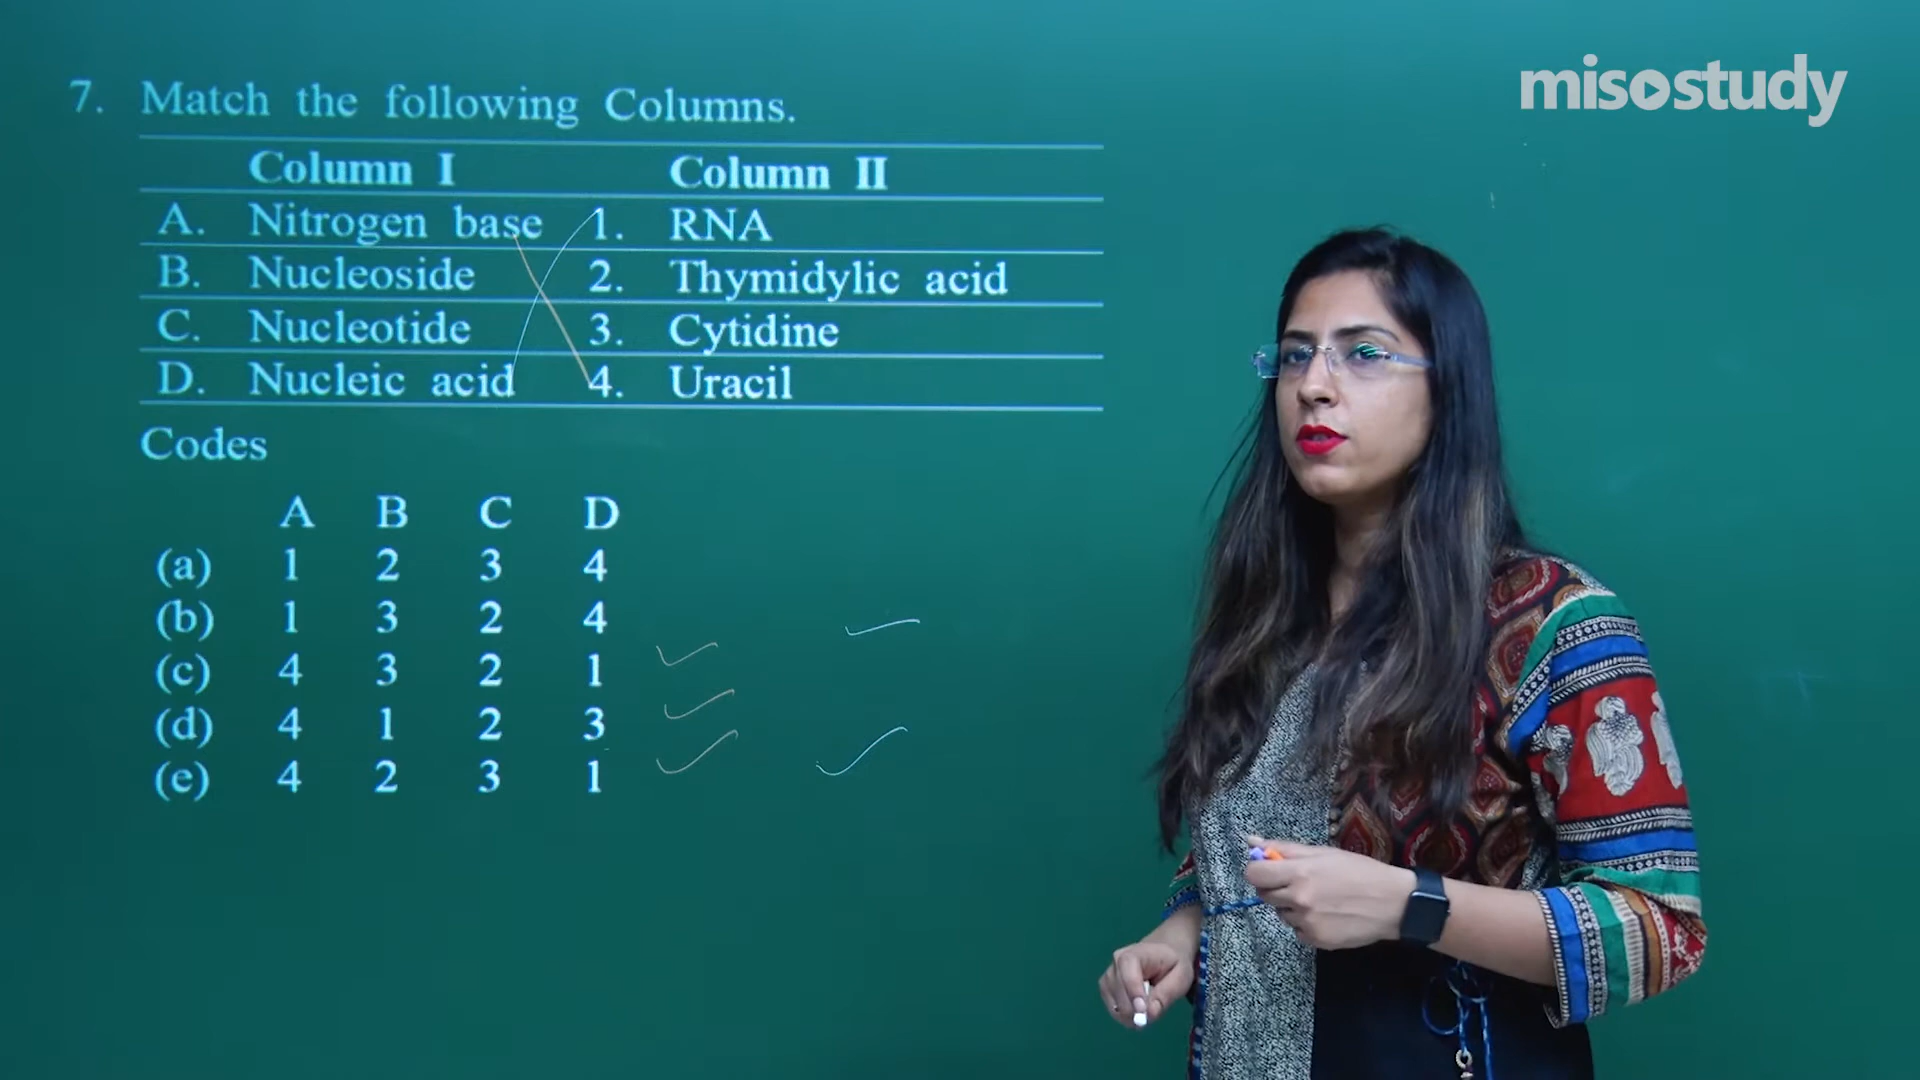 misostudy
7. Match the following Columns.
Column I Column II
A. Nitrogen base 1. RNA
B. Nucleoside 2. Thymidylic acid
C. Nucleotide 3. Cytidine
D. Nucleic acid 4. Uracil
Codes
A B C D
(a) 1 2 3 4
(b) 1 3 2 4
(c) 4 3 2 1
(d) 4 1 2 3
(e) 4 2 3 1